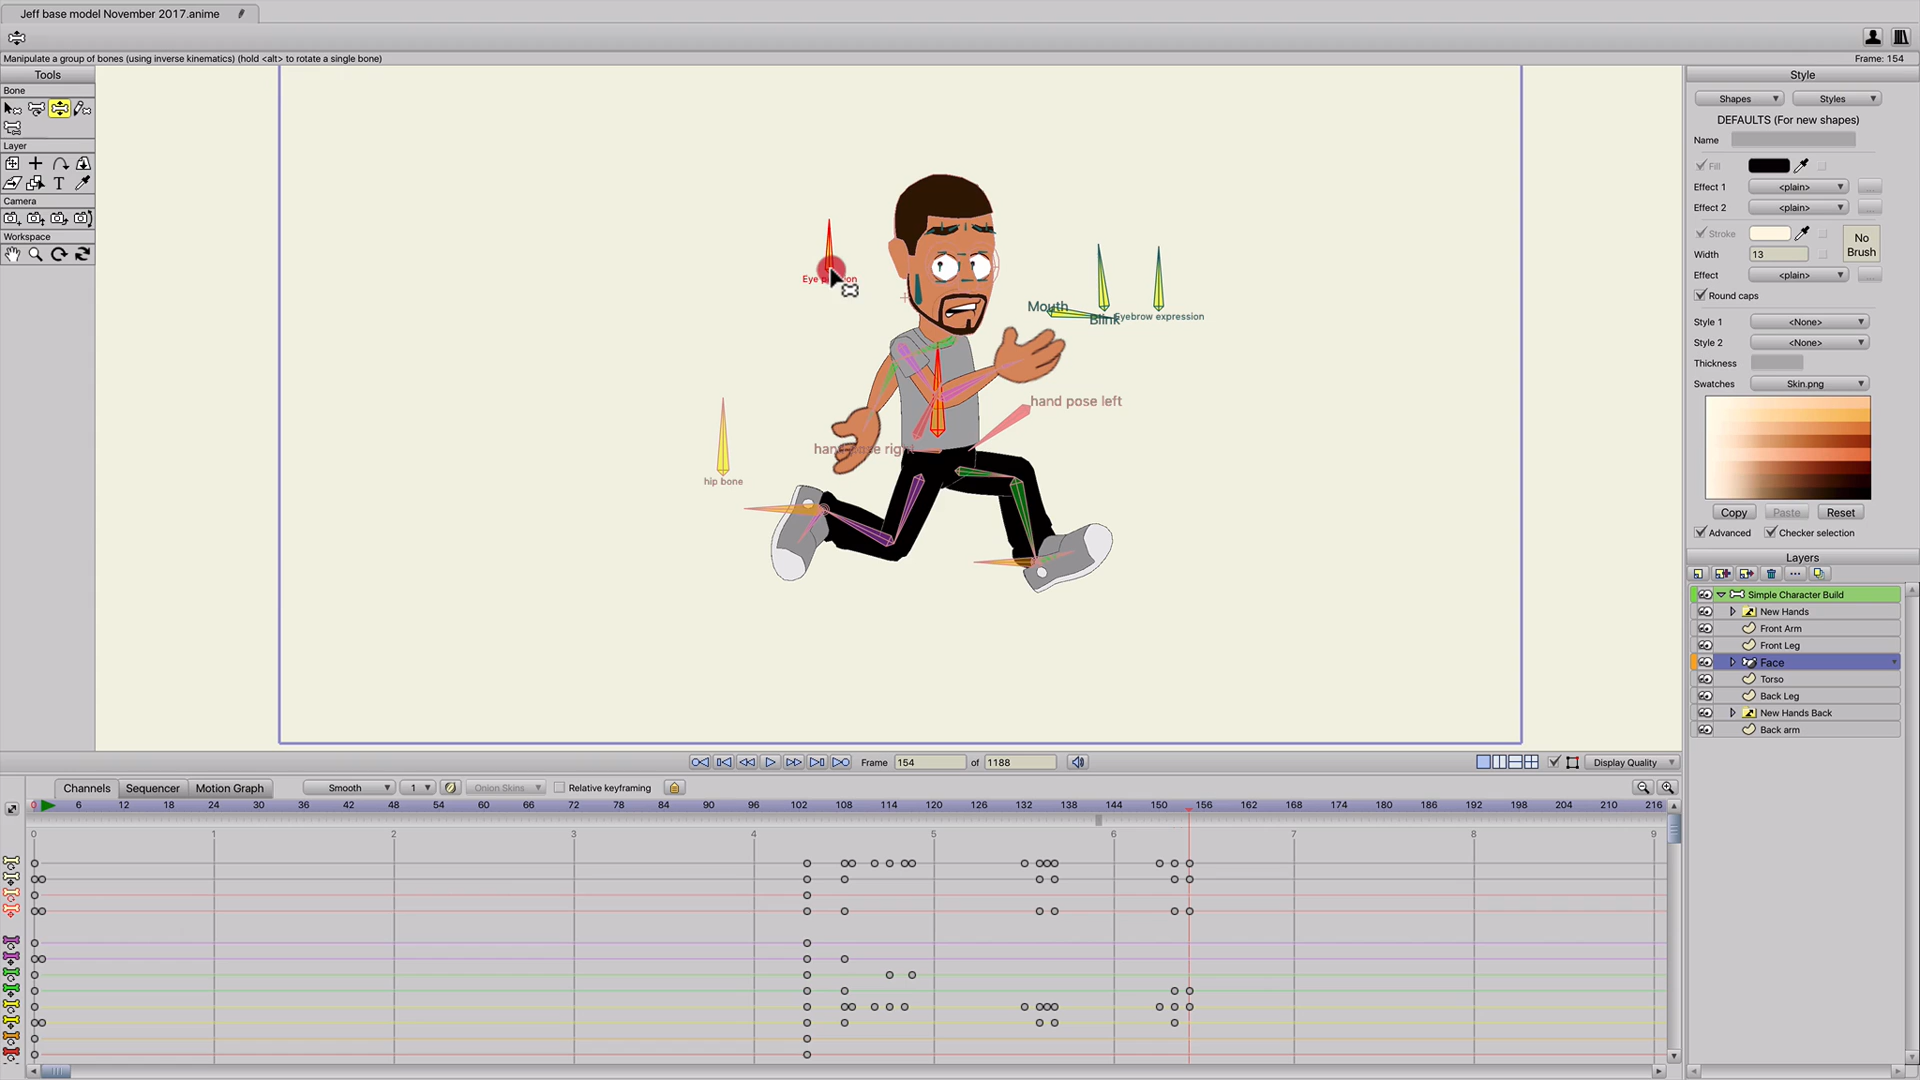 Jeff base model November 2017.anime
Manipulate a group of bones (using inverse kinematics) (hold <alt> to rotate a single bone)
Frame: 154
Tools
Bone
Layer
T
Camera
Workspace
Mouth
Blink
Eyebrow expression
hand pose left
hip bone
Style
Shapes
Styles
DEFAULTS (For new shapes)
Name
Fill
Effect 1
<plain>
...
Effect 2
<plain>
...
Stroke
No
Brush
Width
13
Effect
<plain>
...
Round caps
Style 1
<None>
Style 2
<None>
Thickness
Swatches
Skin.png
Copy
Paste
Reset
Advanced
Checker selection
Layers
Simple Character Build
New Hands
Front Arm
Front Leg
Face
Torso
Back Leg
New Hands Back
Back arm
Frame
154
of
1188
Display Quality
Channels
Sequencer
Motion Graph
Smooth
1
Onion Skins
Relative keyframing
0 6 12 18 24 30 36 42 48 54 60 66 72 78 84 90 96 102 108 114 120 126 132 138 144 150 156 162 168 174 180 186 192 198 204 210 216
0 1 2 3 4 5 6 7 8 9